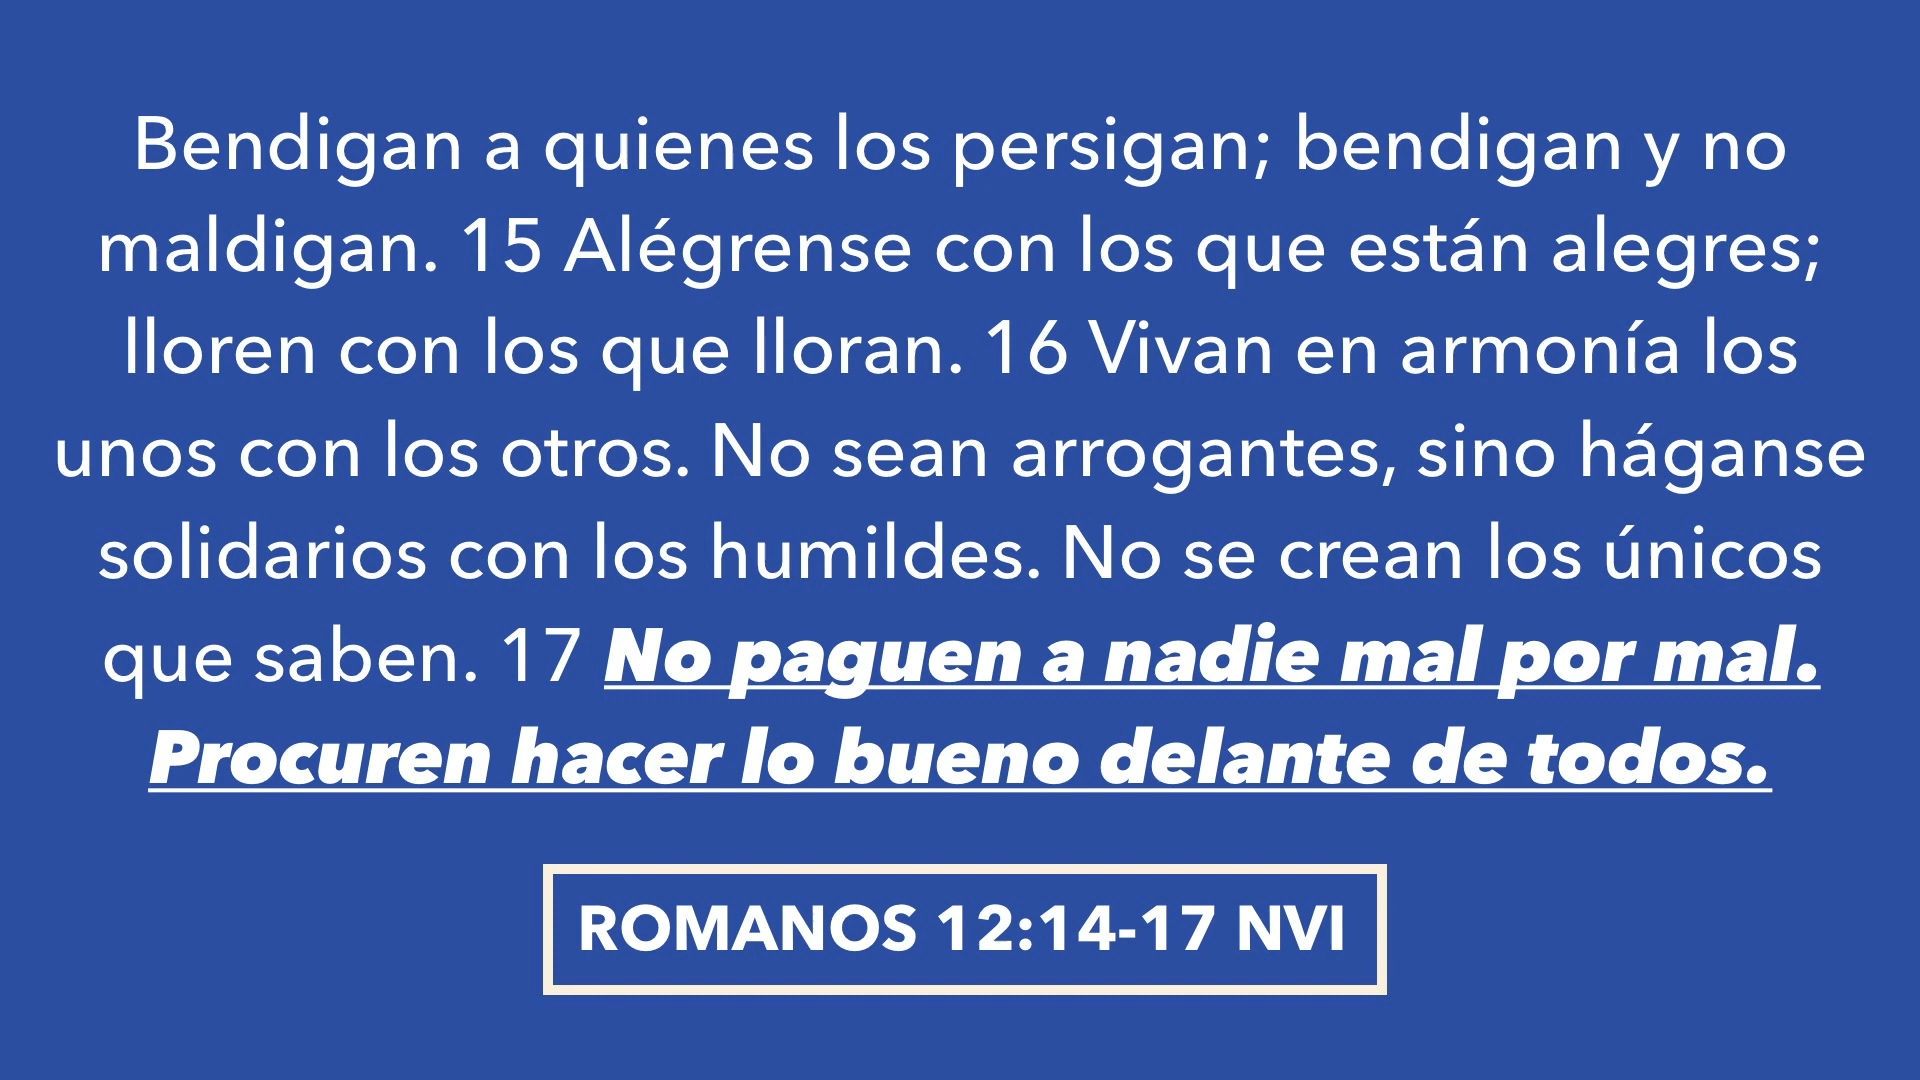 Bendigan a quienes los persigan; bendigan y no
maldigan. 15 Alégrense con los que están alegres;
lloren con los que lloran. 16 Vivan en armonía los
unos con los otros. No sean arrogantes, sino háganse
solidarios con los humildes. No se crean los únicos
que saben. 17 No paguen a nadie mal por mal.
Procuren hacer lo bueno delante de todos.
ROMANOS 12:14-17 NVI